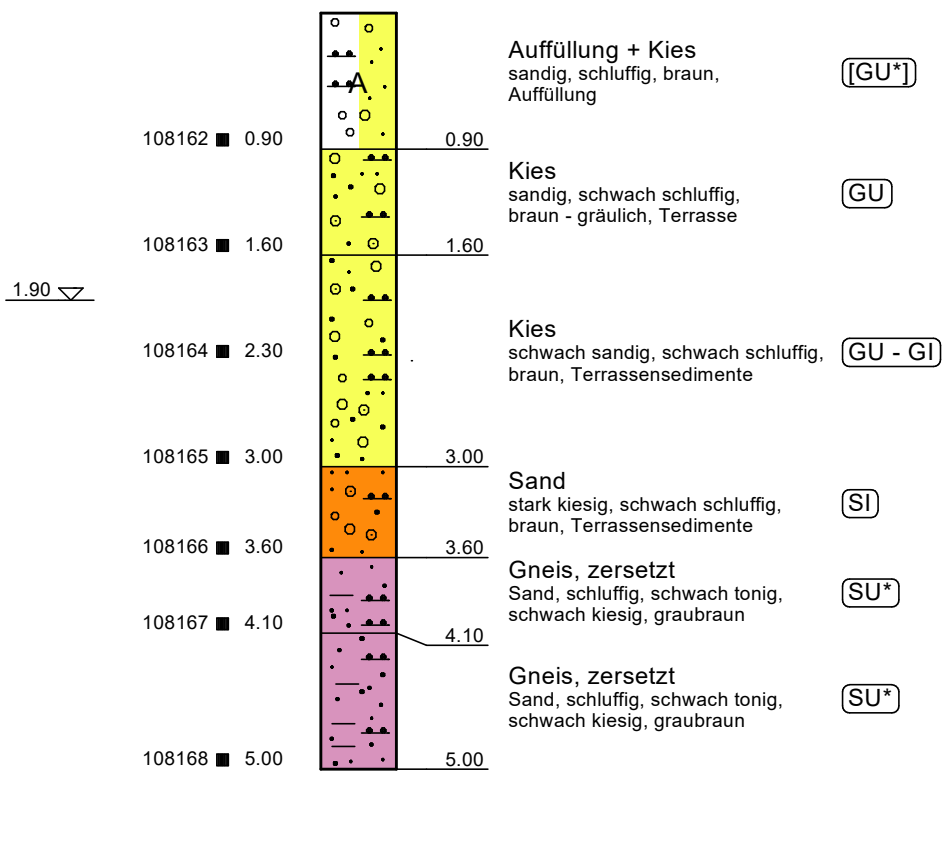 A
Auffüllung + Kies
sandig, schluffig, braun,
Auffüllung
[GU*]
108162 0.90
0.90
Kies
sandig, schwach schluffig,
braun - gräulich, Terrasse
GU
108163 1.60
1.60
1.90
Kies
schwach sandig, schwach schluffig,
braun, Terrassensedimente
GU - GI
108164 2.30
108165 3.00
3.00
Sand
stark kiesig, schwach schluffig,
braun, Terrassensedimente
SI
108166 3.60
3.60
Gneis, zersetzt
Sand, schluffig, schwach tonig,
schwach kiesig, graubraun
SU*
108167 4.10
4.10
Gneis, zersetzt
Sand, schluffig, schwach tonig,
schwach kiesig, graubraun
SU*
108168 5.00
5.00